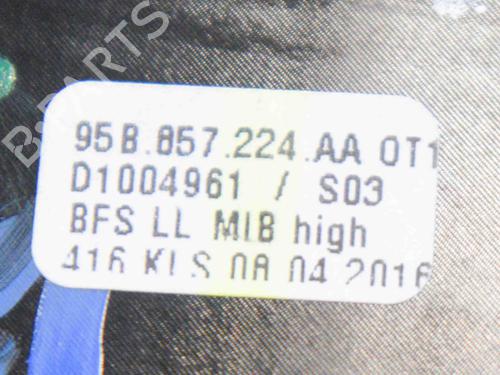 B-PARTS
95B.857.224.AA OT1
D1004961 / S03
BFS LL MIB high
416 KLS 08.04.2016